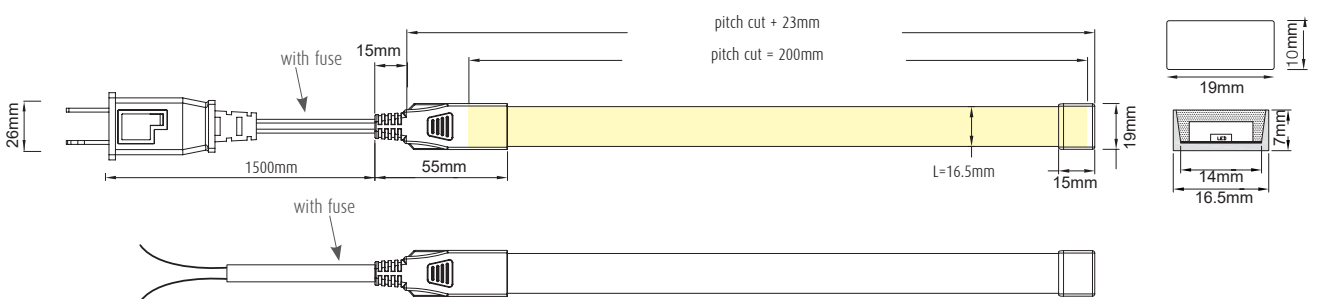 pitch cut + 23mm
pitch cut = 200mm
with fuse
15mm
26mm
1500mm
55mm
L=16.5mm
19mm
15mm
with fuse
10mm
19mm
LED
7mm
14mm
16.5mm